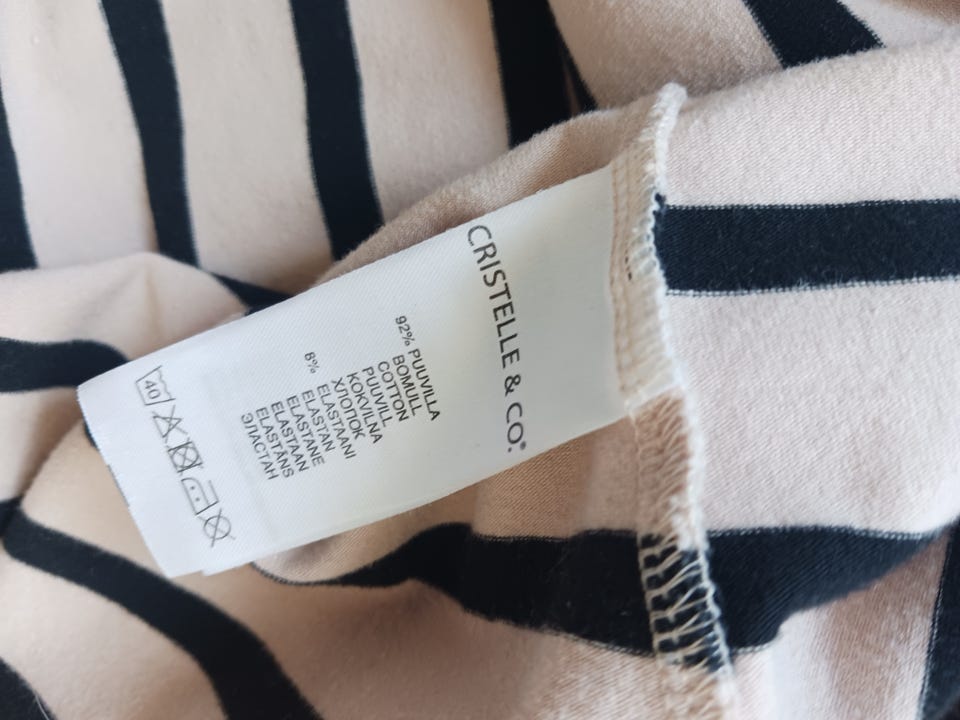 CRISTELLE & CO.®
92% PUUVILLA
BOMULL
COTTON
PUUVILL
KOKVILNA
ХЛОПОК
8% ELASTAANI
ELASTAN
ELASTANE
ELASTAAN
ELASTĀNS
ЭЛАСТАН
40